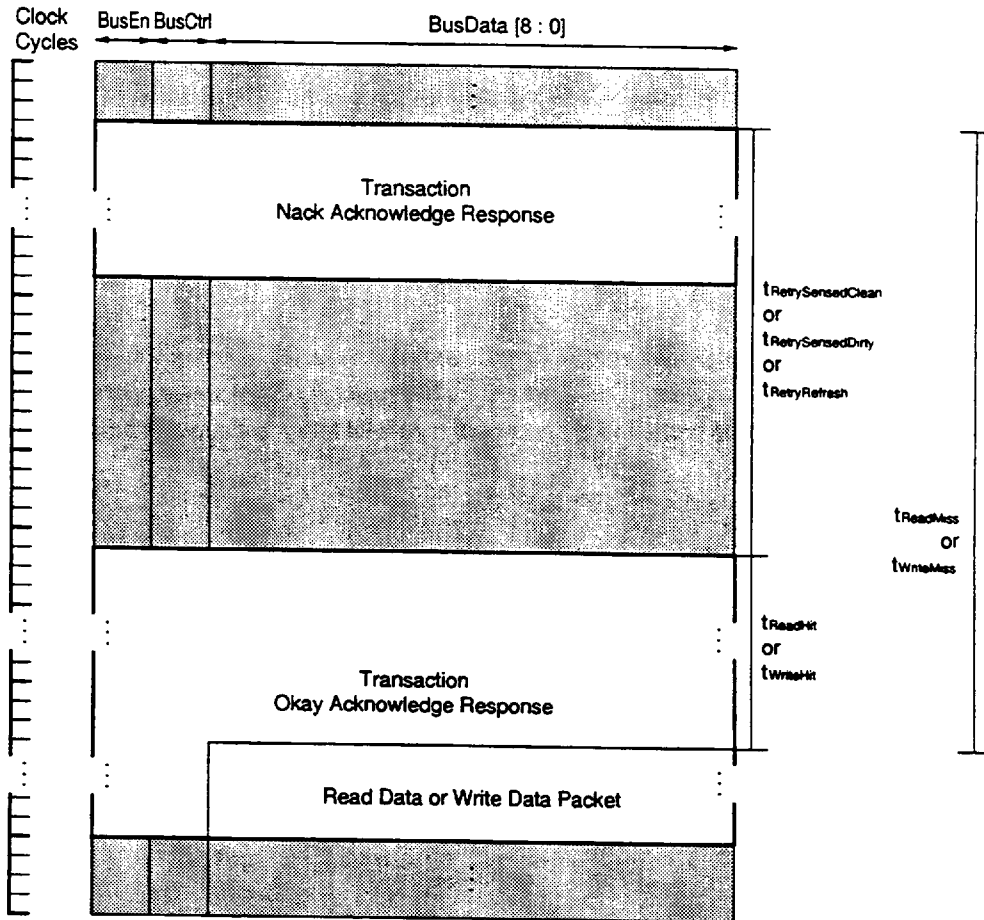 Clock
Cycles
BusEn BusCtrl
BusData [8 : 0]
Transaction
Nack Acknowledge Response
tRetrySensedClean
or
tRetrySensedDirty
or
tRetryRefresh
tReadMiss
or
tWriteMiss
tReadHit
or
tWriteHit
Transaction
Okay Acknowledge Response
Read Data or Write Data Packet